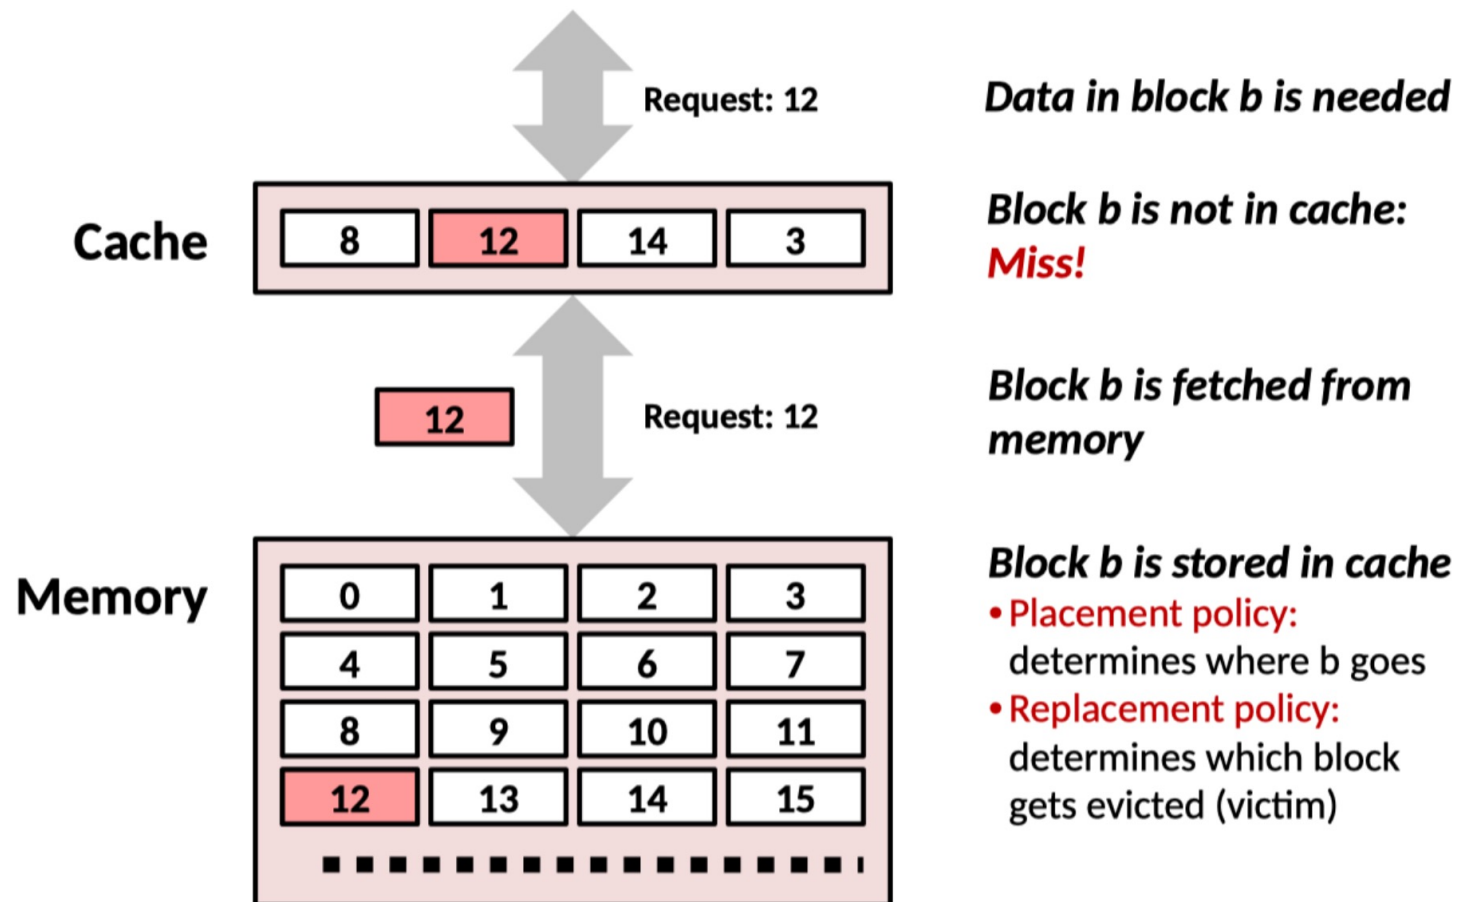 Request: 12
Data in block b is needed
Cache
8 12 14 3
Block b is not in cache:
Miss!
12
Request: 12
Block b is fetched from
memory
Memory
0 1 2 3
4 5 6 7
8 9 10 11
12 13 14 15
Block b is stored in cache
•Placement policy:
determines where b goes
•Replacement policy:
determines which block
gets evicted (victim)